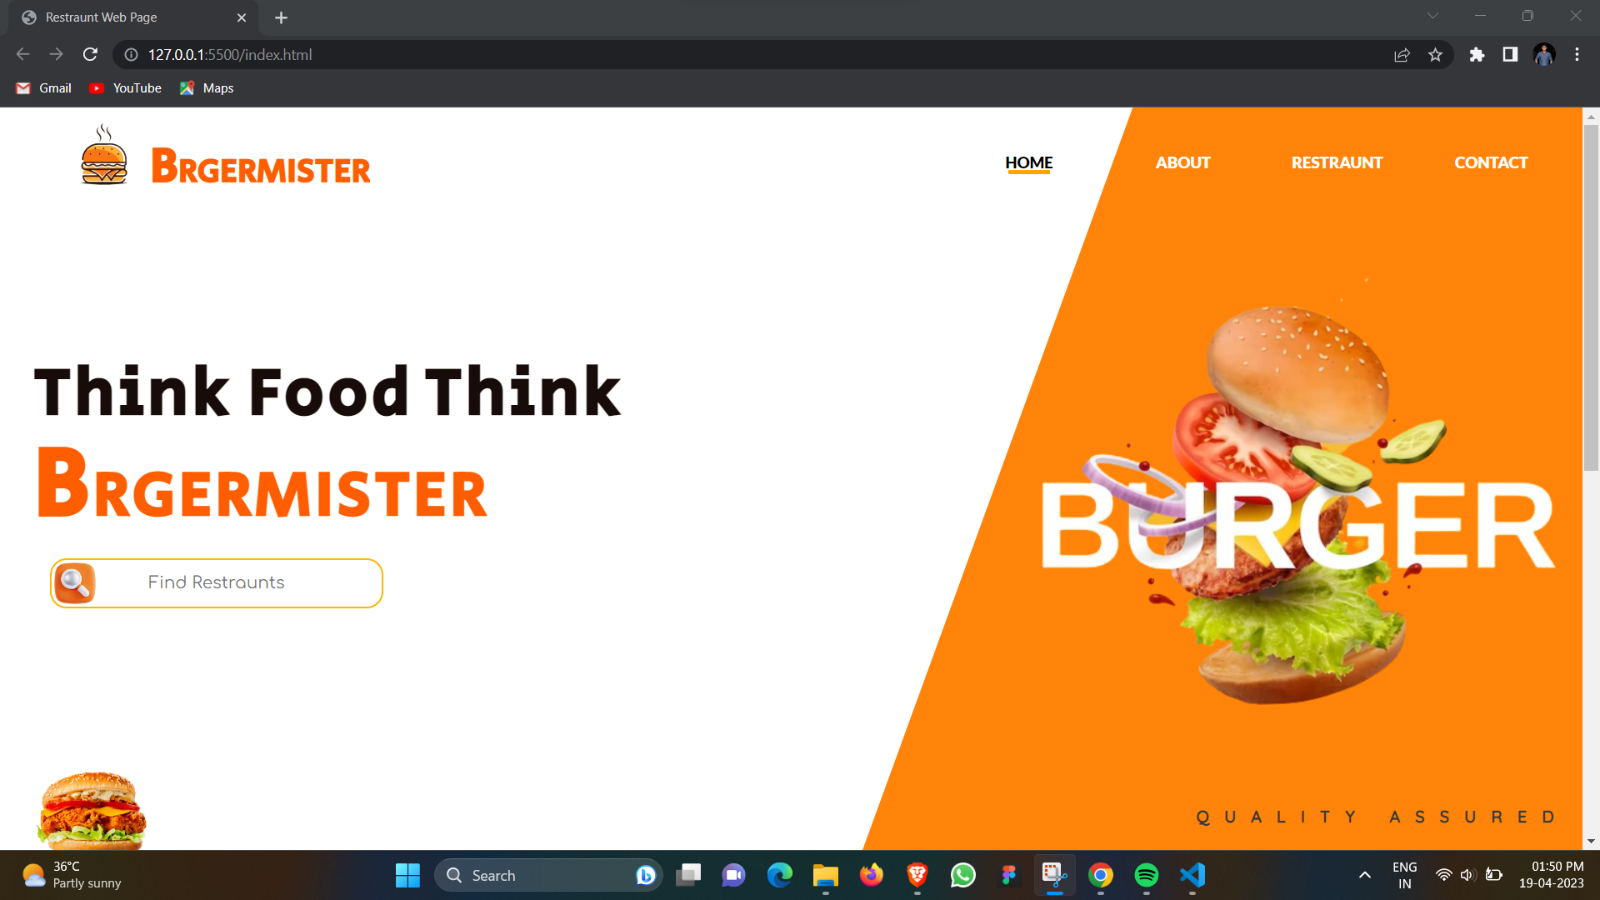 Restraunt Web Page
127.0.0.1:5500/index.html
Gmail YouTube Maps
BRGERMISTER
HOME ABOUT RESTRAUNT CONTACT
Think Food Think
BRGERMISTER
Find Restraunts
BURGER
QUALITY ASSURED
36°C
Partly sunny
Search
ENG
IN
01:50 PM
19-04-2023